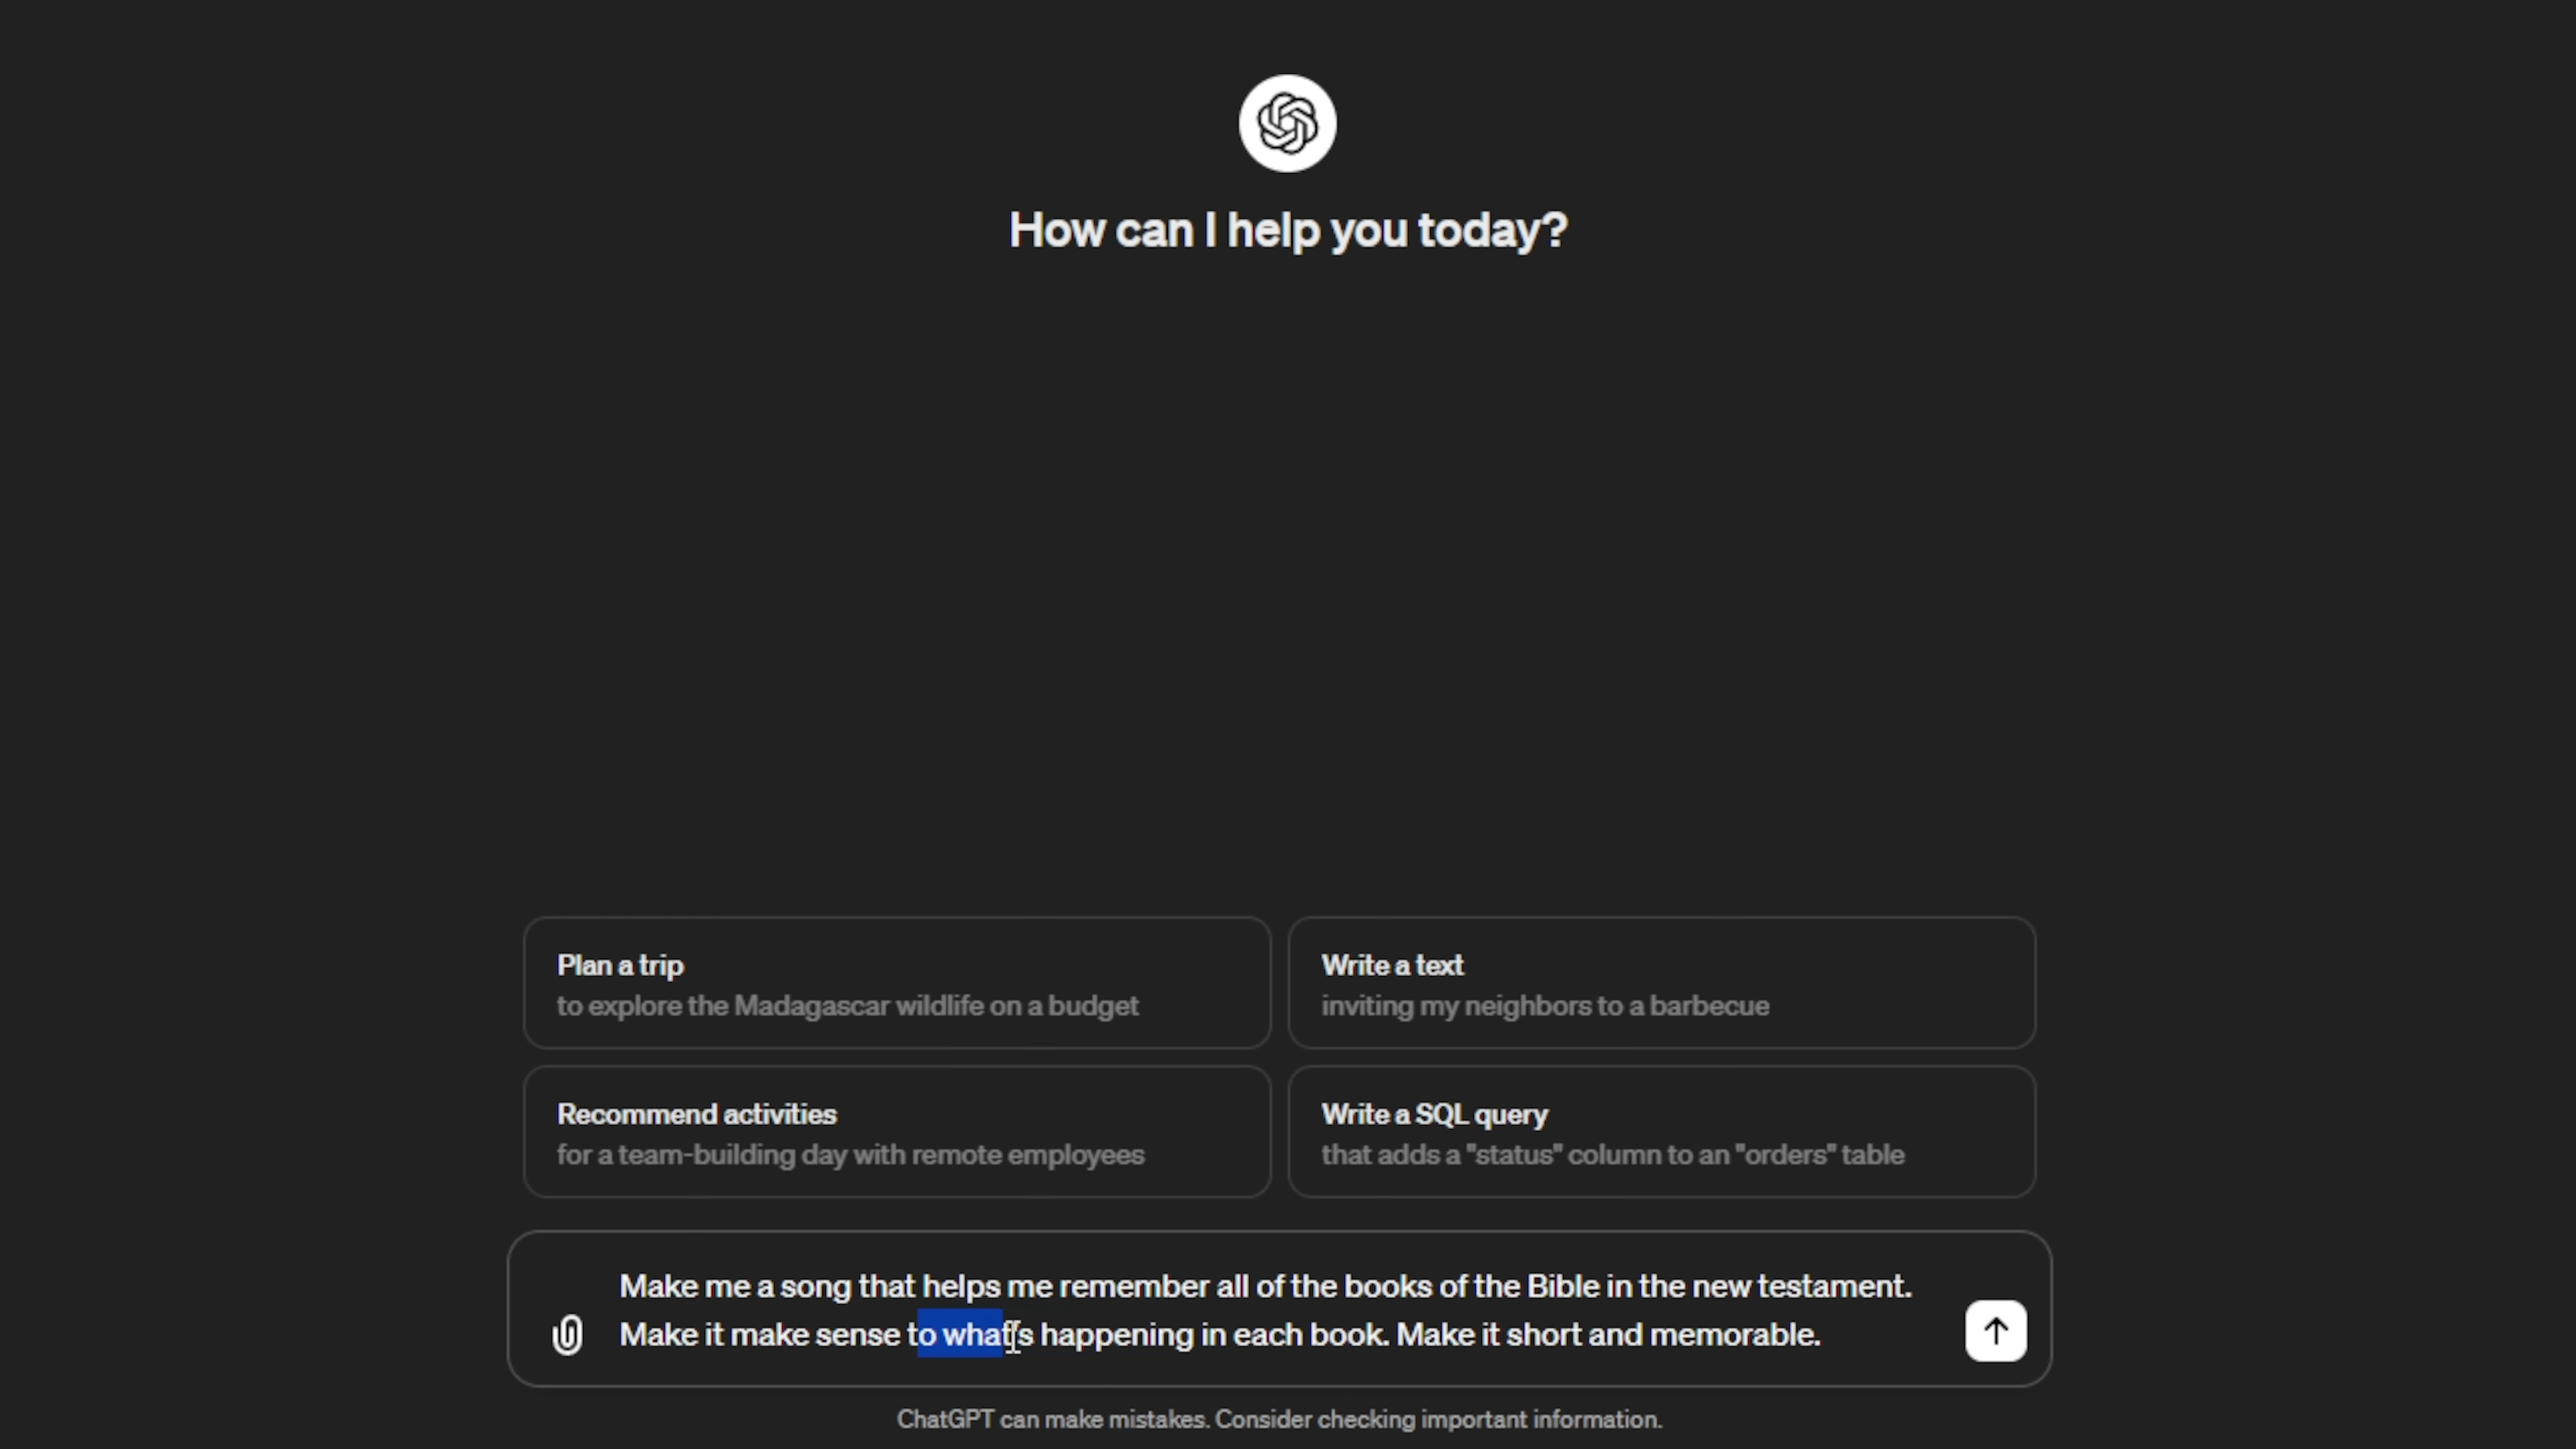 How can I help you today?
Plan a trip
to explore the Madagascar wildlife on a budget
Write a text
inviting my neighbors to a barbecue
Recommend activities
for a team-building day with remote employees
Write a SQL query
that adds a "status" column to an "orders" table
Make me a song that helps me remember all of the books of the Bible in the new testament.
Make it make sense to what's happening in each book. Make it short and memorable.
ChatGPT can make mistakes. Consider checking important information.